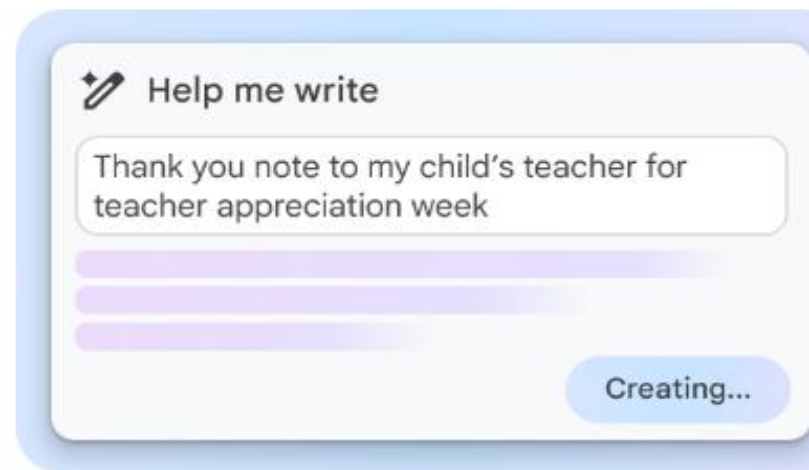 Help me write
Thank you note to my child's teacher for
teacher appreciation week
Creating...